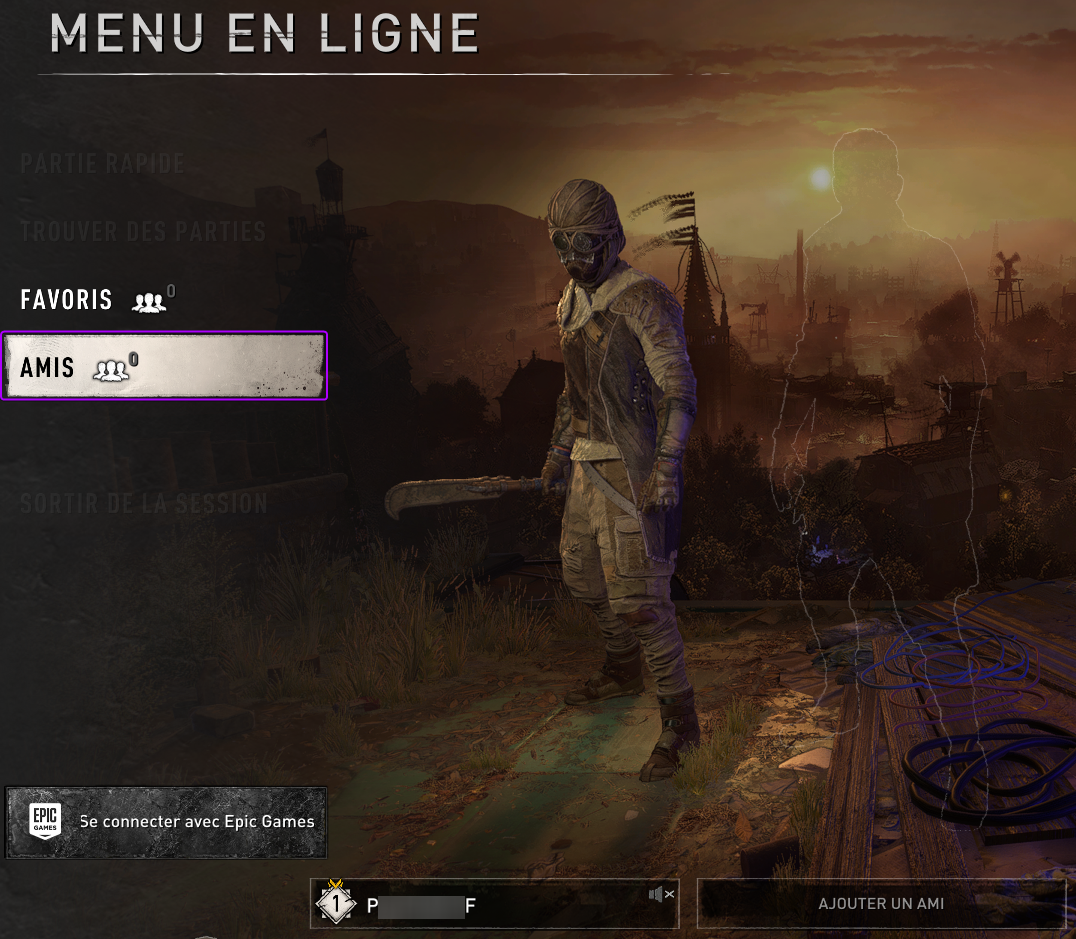 MENU EN LIGNE
PARTIE RAPIDE
TROUVER DES PARTIES
FAVORIS 0
AMIS 0
SORTIR DE LA SESSION
EPIC GAMES
Se connecter avec Epic Games
1 P F
AJOUTER UN AMI